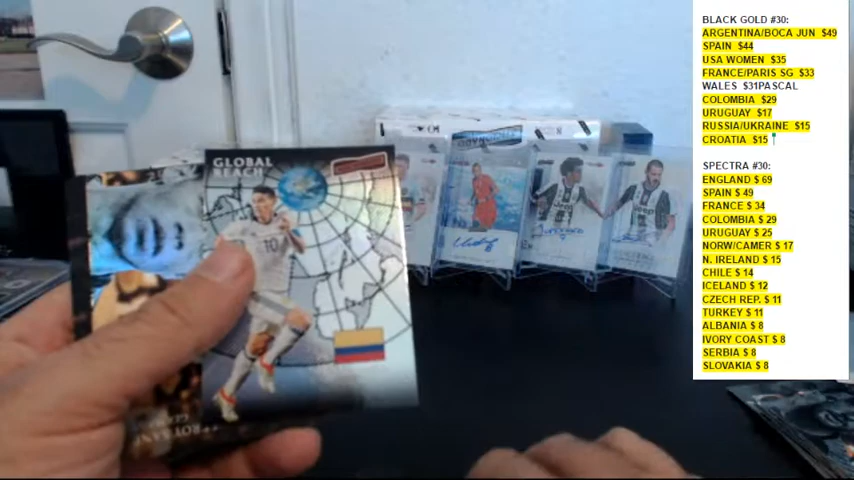 BLACK GOLD #30:
ARGENTINA/BOCA JUN $49
SPAIN $44
USA WOMEN $35
FRANCE/PARIS SG $33
WALES $31PASCAL
COLOMBIA $29
URUGUAY $17
RUSSIA/UKRAINE $15
CROATIA $15
SPECTRA #30:
ENGLAND $ 69
SPAIN $ 49
FRANCE $ 34
COLOMBIA $ 29
URUGUAY $ 25
NORW/CAMER $ 17
N. IRELAND $ 15
CHILE $ 14
ICELAND $ 12
CZECH REP. $ 11
TURKEY $ 11
ALBANIA $ 8
IVORY COAST $ 8
SERBIA $ 8
SLOVAKIA $ 8
GLOBAL
REACH
10
Jeep
Jeep